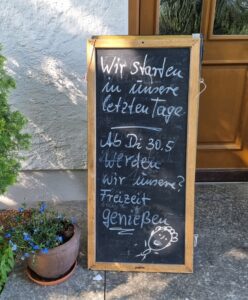 Wir starten
in unsere
letzten Tage
Ab Di 30.5
werden
wir unsere?
Freizeit
genießen